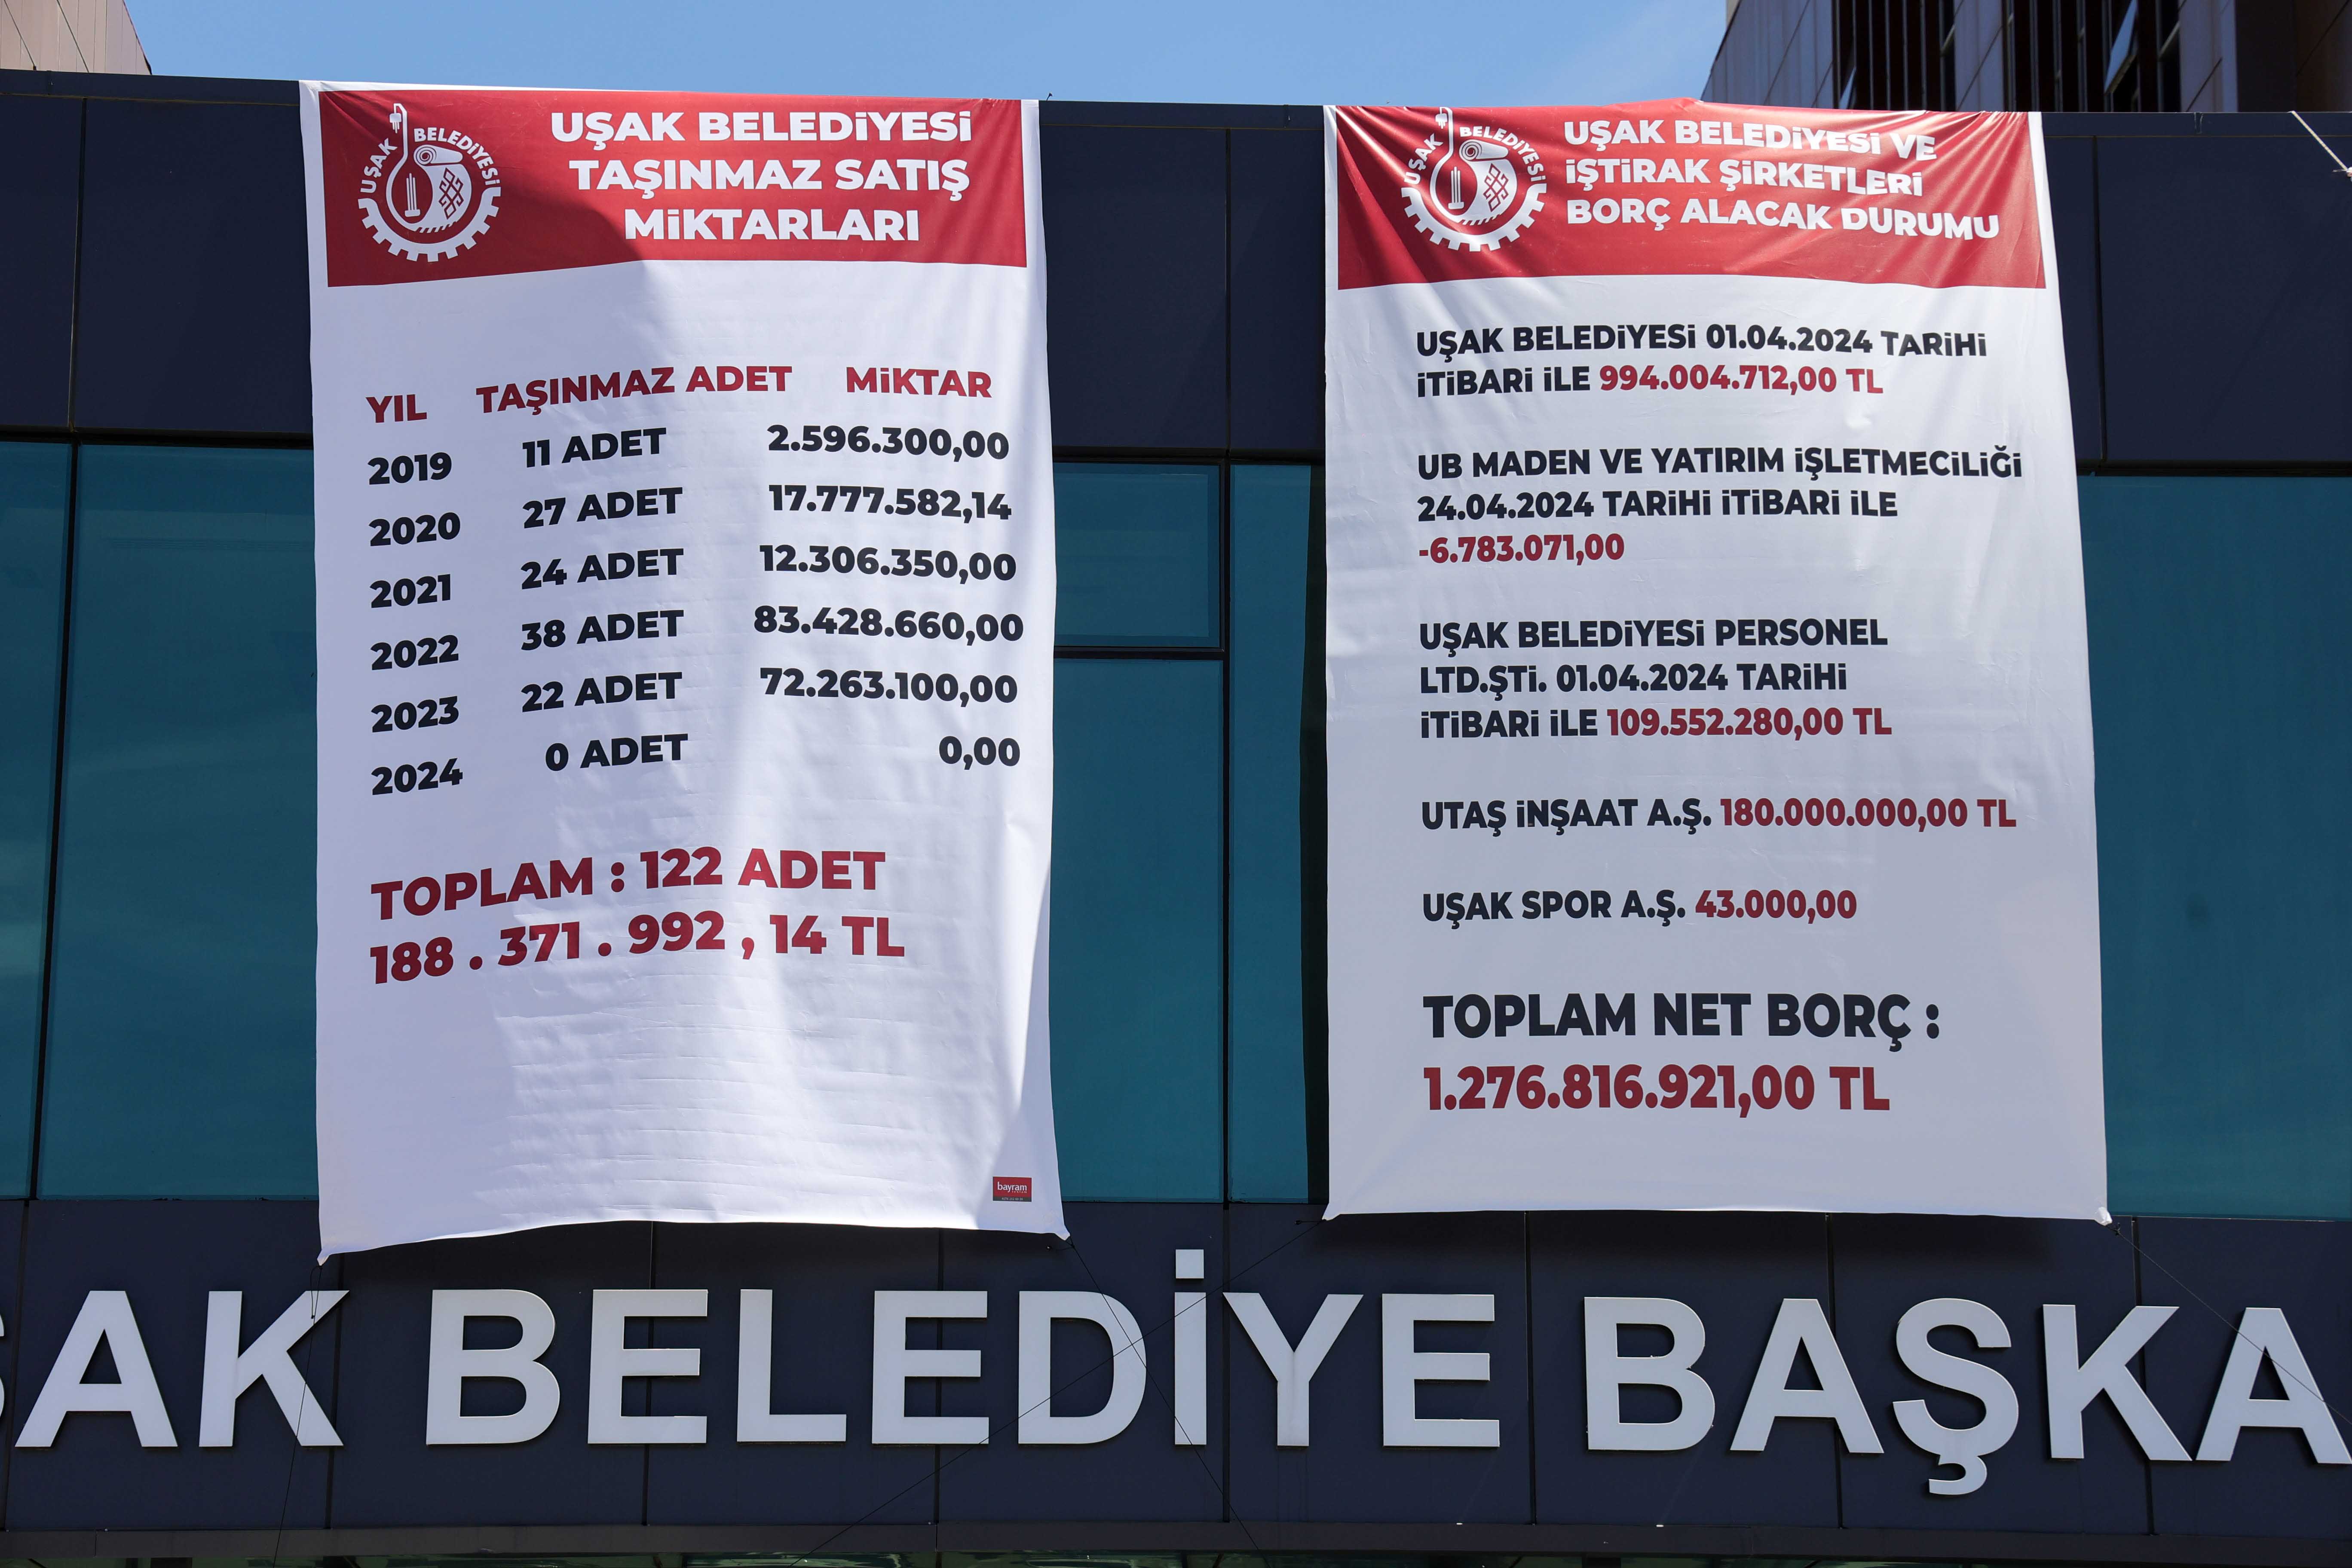 UŞAK BELEDİYESİ
UŞAK BELEDİYESİ
TAŞINMAZ SATIŞ
MİKTARLARI
YIL TAŞINMAZ ADET MİKTAR
2019 11 ADET 2.596.300,00
2020 27 ADET 17.777.582,14
2021 24 ADET 12.306.350,00
2022 38 ADET 83.428.660,00
2023 22 ADET 72.263.100,00
2024 0 ADET 0,00
TOPLAM : 122 ADET
188 . 371 . 992 , 14 TL
bayram
UŞAK BELEDİYESİ
UŞAK BELEDİYESİ VE
İŞTİRAK ŞİRKETLERİ
BORÇ ALACAK DURUMU
UŞAK BELEDİYESİ 01.04.2024 TARİHİ
İTİBARİ İLE 994.004.712,00 TL
UB MADEN VE YATIRIM İŞLETMECİLİĞİ
24.04.2024 TARİHİ İTİBARİ İLE
-6.783.071,00
UŞAK BELEDİYESİ PERSONEL
LTD.ŞTİ. 01.04.2024 TARİHİ
İTİBARİ İLE 109.552.280,00 TL
UTAŞ İNŞAAT A.Ş. 180.000.000,00 TL
UŞAK SPOR A.Ş. 43.000,00
TOPLAM NET BORÇ :
1.276.816.921,00 TL
ŞAK BELEDİYE BAŞKA